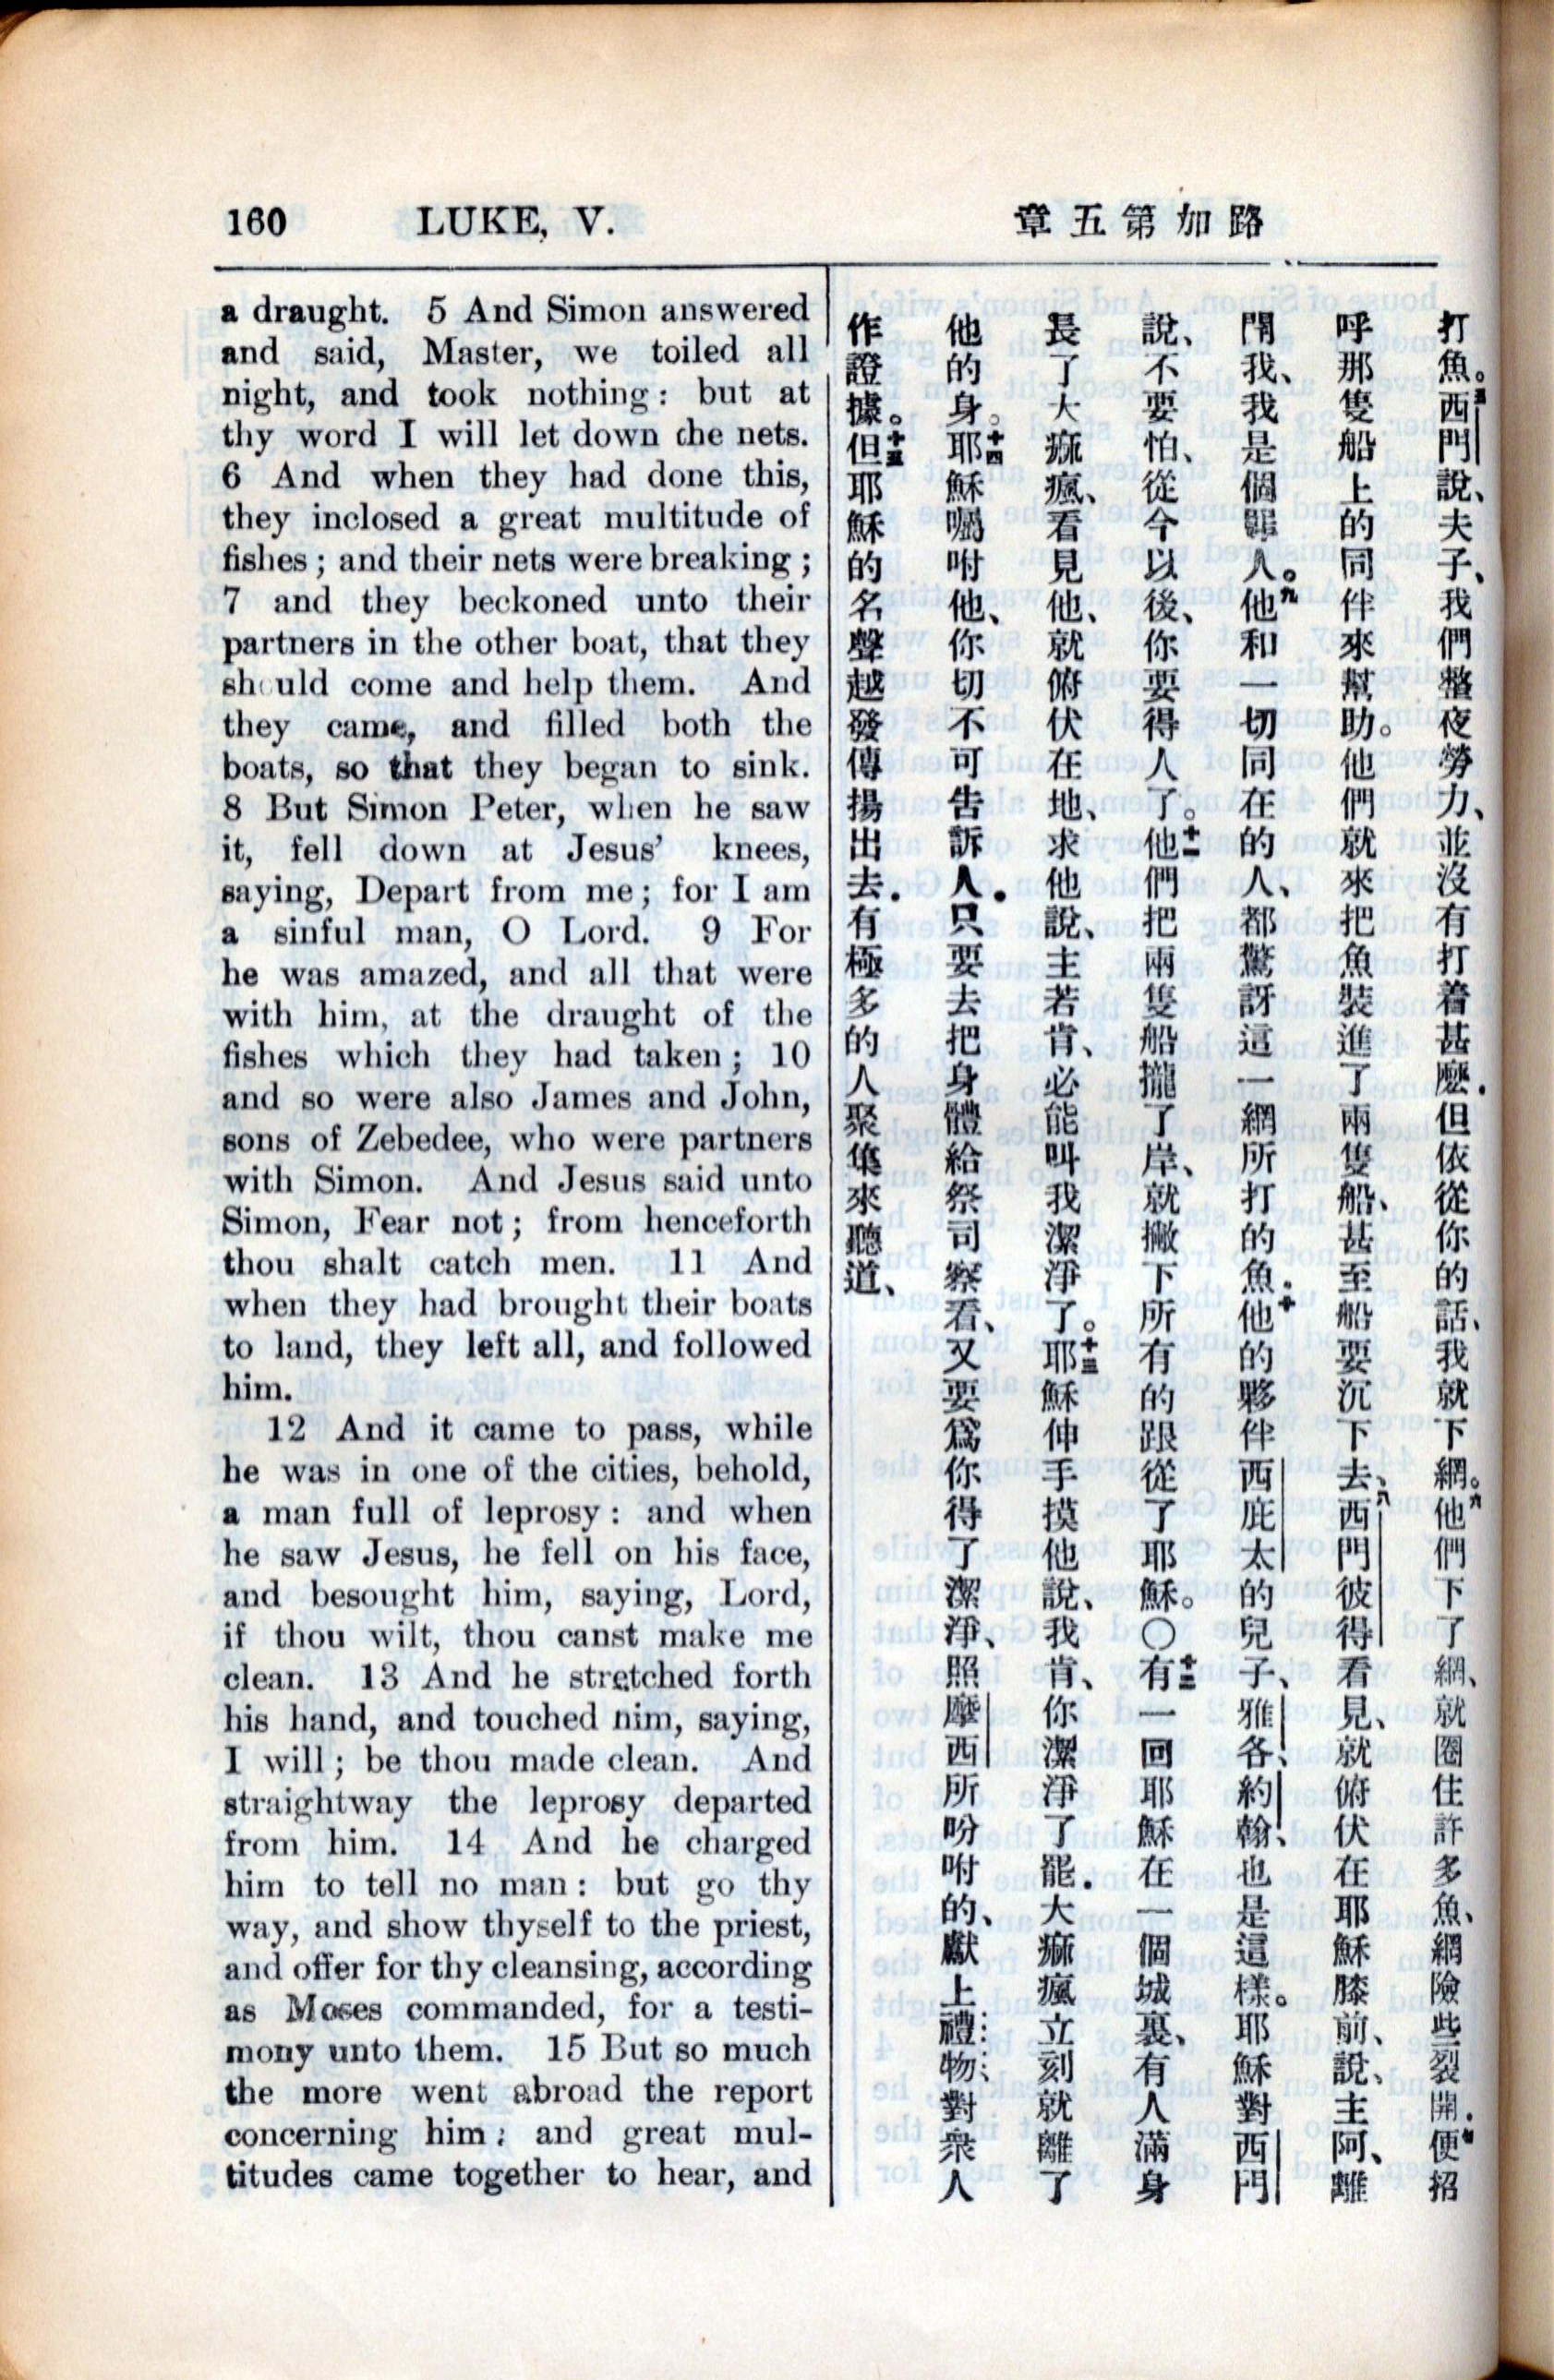 160 LUKE, V.
a draught. 5 And Simon answered
and said, Master, we toiled all
night, and took nothing: but at
thy word I will let down the nets.
6 And when they had done this,
they inclosed a great multitude of
fishes; and their nets were breaking;
7 and they beckoned unto their
partners in the other boat, that they
should come and help them. And
they came, and filled both the
boats, so that they began to sink.
8 But Simon Peter, when he saw
it, fell down at Jesus' knees,
saying, Depart from me; for I am
a sinful man, O Lord. 9 For
he was amazed, and all that were
with him, at the draught of the
fishes which they had taken; 10
and so were also James and John,
sons of Zebedee, who were partners
with Simon. And Jesus said unto
Simon, Fear not; from henceforth
thou shalt catch men. 11 And
when they had brought their boats
to land, they left all, and followed
him.
12 And it came to pass, while
he was in one of the cities, behold,
a man full of leprosy: and when
he saw Jesus, he fell on his face,
and besought him, saying, Lord,
if thou wilt, thou canst make me
clean. 13 And he stretched forth
his hand, and touched him, saying,
I will; be thou made clean. And
straightway the leprosy departed
from him. 14 And he charged
him to tell no man: but go thy
way, and show thyself to the priest,
and offer for thy cleansing, according
as Moses commanded, for a testi-
mony unto them. 15 But so much
the more went abroad the report
concerning him: and great mul-
titudes came together to hear, and
路加第五章
打魚。五西門說、夫子、我們整夜勞力、並沒有打着甚麼．但依從你的話、我就下網。六他們下了網、就圈住許多魚、網險些裂開．七便招
呼那隻船上的同伴來幫助。他們就來把魚裝進了兩隻船、甚至船要沉下去、八西門彼得看見、就俯伏在耶穌膝前、說、主阿、離
開我、我是個罪人。九他和一切同在的人、都驚訝這一網所打的魚．十他的夥伴西庇太的兒子、雅各、約翰、也是這樣。耶穌對西門
說、不要怕、從今以後、你要得人了。十一他們把兩隻船攏了岸、就撇下所有的跟從了耶穌。〇十二有一回耶穌在一個城裏、有人滿身
長了大痲瘋、看見他、就俯伏在地、求他說、主若肯、必能叫我潔淨了。十三耶穌伸手摸他說、我肯、你潔淨了罷．大痲瘋立刻就離了
他的身。十四耶穌囑咐他、你切不可告訴人．只要去把身體給祭司察看、又要爲你得了潔淨、照摩西所吩咐的、獻上禮物、對衆人
作證據。十五但耶穌的名聲越發傳揚出去．有極多的人聚集來聽道、